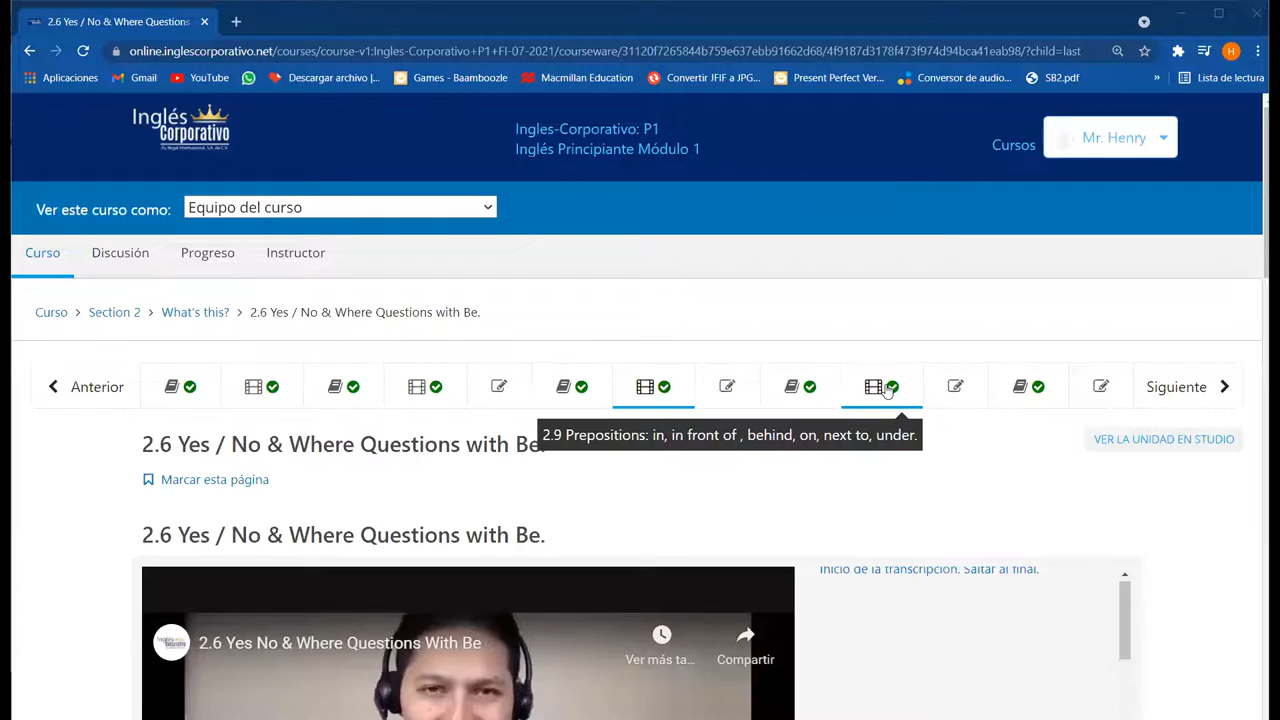 2.6 Yes / No & Where Questions
online.inglescorporativo.net/courses/course-v1:Ingles-Corporativo+P1+FI-07-2021/courseware/31120f7265844b759e637ebb91662d68/4f9187d3178f473f974d94bca41eab98/?child=last
H
Aplicaciones
Gmail
YouTube
Descargar archivo |...
Games - Baamboozle
Macmillan Education
Convertir JFIF a JPG...
Present Perfect Ver...
Conversor de audio...
SB2.pdf
»
Lista de lectura
Inglés
Corporativo
Ingles-Corporativo: P1
Inglés Principiante Módulo 1
Cursos
Mr. Henry
Ver este curso como:
Equipo del curso
Curso
Discusión
Progreso
Instructor
Curso > Section 2 > What's this? > 2.6 Yes / No & Where Questions with Be.
Anterior
Siguiente
2.9 Prepositions: in, in front of , behind, on, next to, under.
2.6 Yes / No & Where Questions with Be.
VER LA UNIDAD EN STUDIO
Marcar esta página
2.6 Yes / No & Where Questions with Be.
Inicio de la transcripción. Saltar al final.
2.6 Yes No & Where Questions With Be
Ver más ta...
Compartir